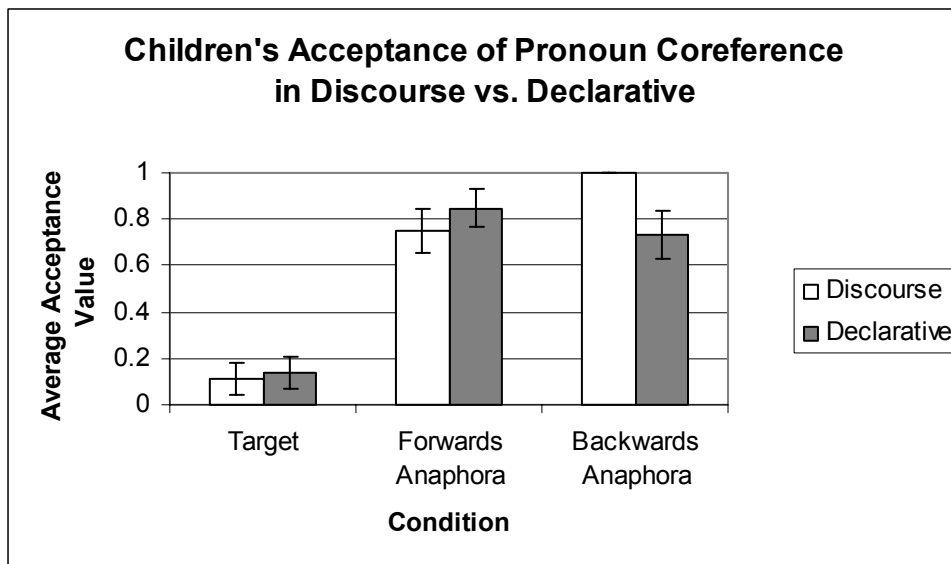 Children's Acceptance of Pronoun Coreference
in Discourse vs. Declarative
Average Acceptance
Value
1
0.8
0.6
0.4
0.2
0
Target
Forwards
Anaphora
Backwards
Anaphora
Condition
Discourse
Declarative